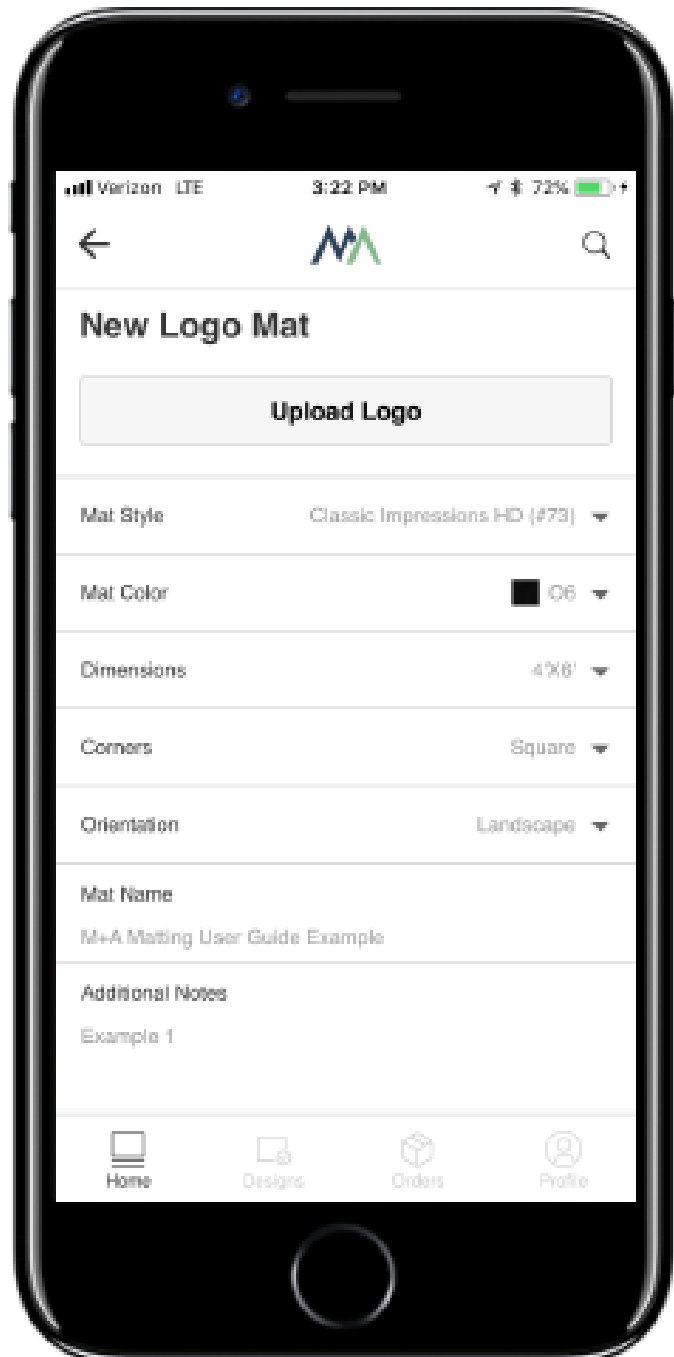 Verizon LTE 3:22 PM 72%
MA
New Logo Mat
Upload Logo
Mat Style Classic Impressions HD (#73)
Mat Color O6
Dimensions 4'X6'
Corners Square
Orientation Landscape
Mat Name
M+A Matting User Guide Example
Additional Notes
Example 1
Home Designs Orders Profile